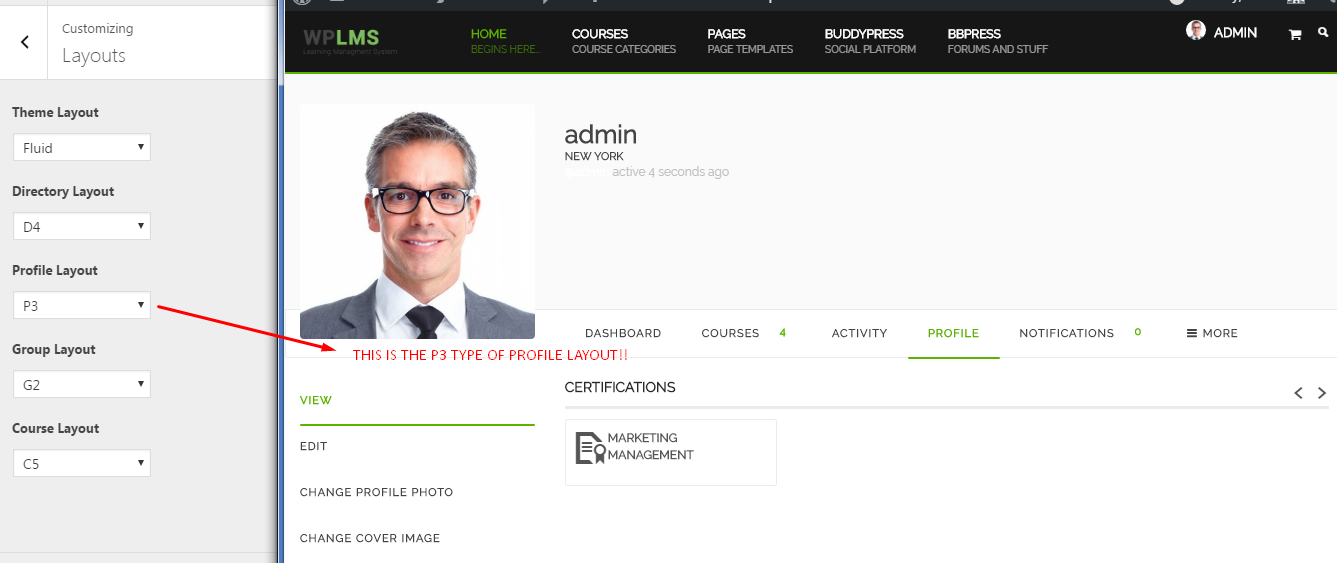 Customizing
Layouts
Theme Layout
Fluid
Directory Layout
D4
Profile Layout
P3
Group Layout
G2
Course Layout
C5
WPLMS
Learning Managment System
HOME
BEGINS HERE..
COURSES
COURSE CATEGORIES
PAGES
PAGE TEMPLATES
BUDDYPRESS
SOCIAL PLATFORM
BBPRESS
FORUMS AND STUFF
ADMIN
admin
NEW YORK
active 4 seconds ago
DASHBOARD
COURSES 4
ACTIVITY
PROFILE
NOTIFICATIONS 0
MORE
THIS IS THE P3 TYPE OF PROFILE LAYOUT!!
VIEW
EDIT
CHANGE PROFILE PHOTO
CHANGE COVER IMAGE
CERTIFICATIONS
MARKETING
MANAGEMENT